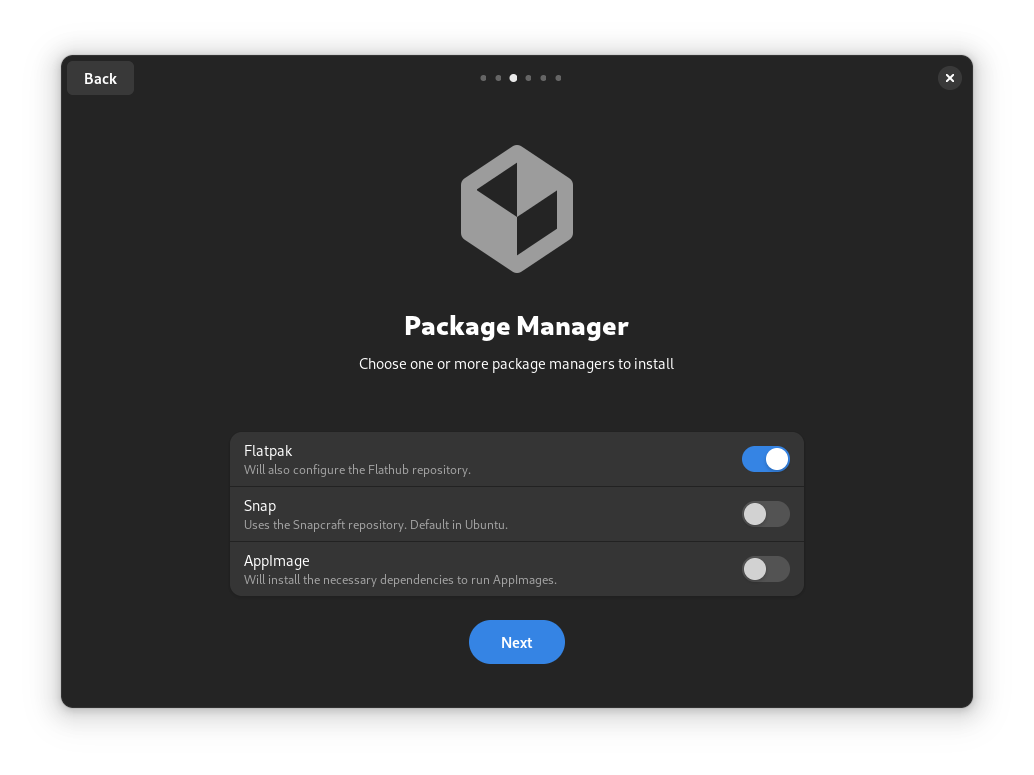 Back
Package Manager
Choose one or more package managers to install
Flatpak
Will also configure the Flathub repository.
Snap
Uses the Snapcraft repository. Default in Ubuntu.
AppImage
Will install the necessary dependencies to run AppImages.
Next